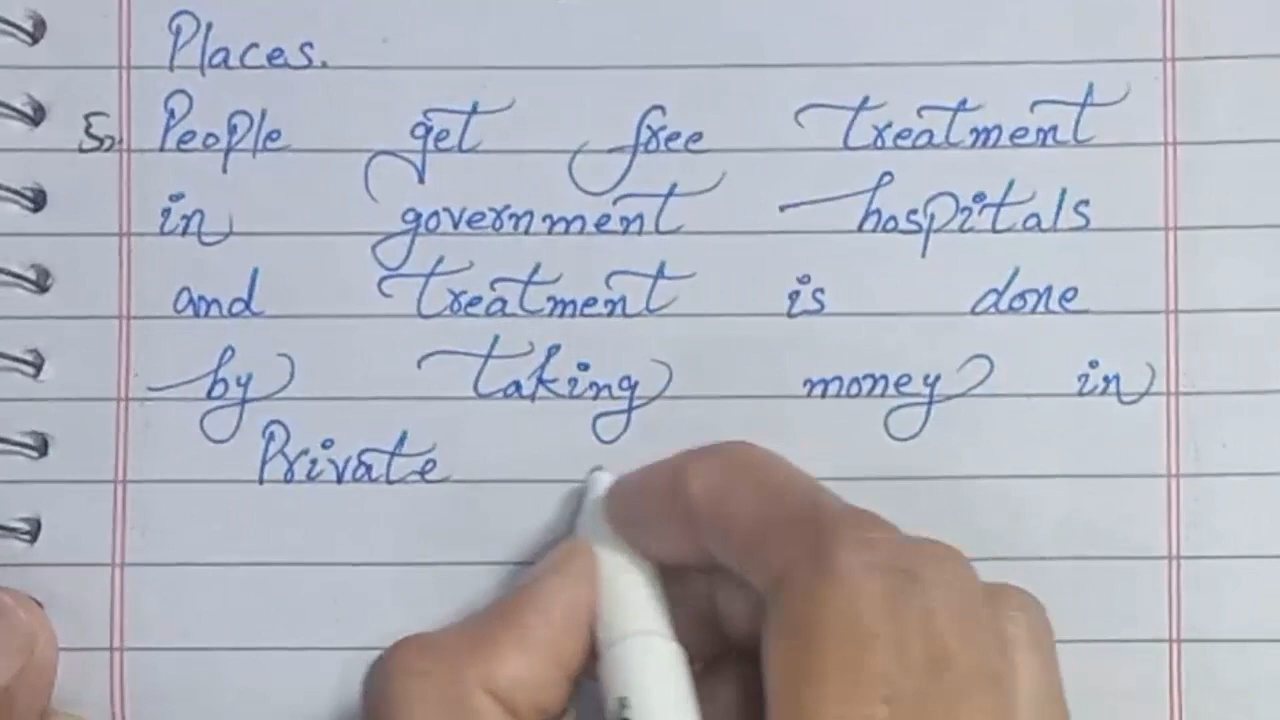 Places.
5, People get free treatment
in government hospitals
and treatment is done
by taking money in
Private